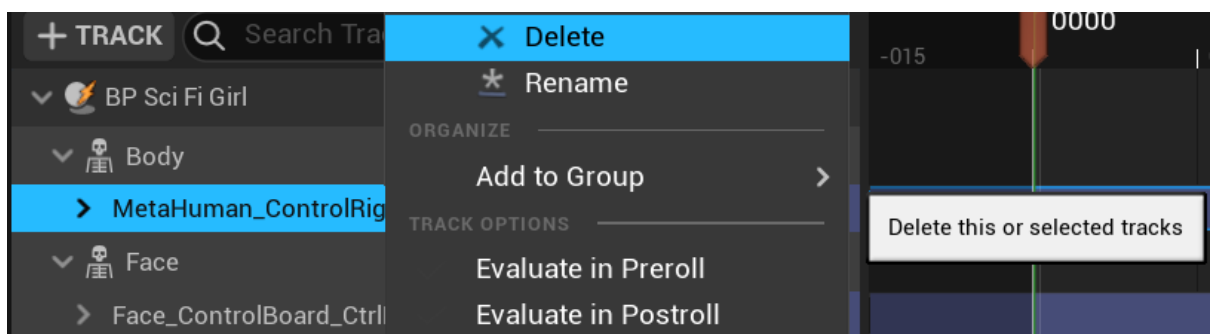 + TRACK
Search Tra
BP Sci Fi Girl
Body
MetaHuman_ControlRig
Face
Face_ControlBoard_Ctrl
Delete
Rename
ORGANIZE
Add to Group
TRACK OPTIONS
Evaluate in Preroll
Evaluate in Postroll
-015
0000
Delete this or selected tracks